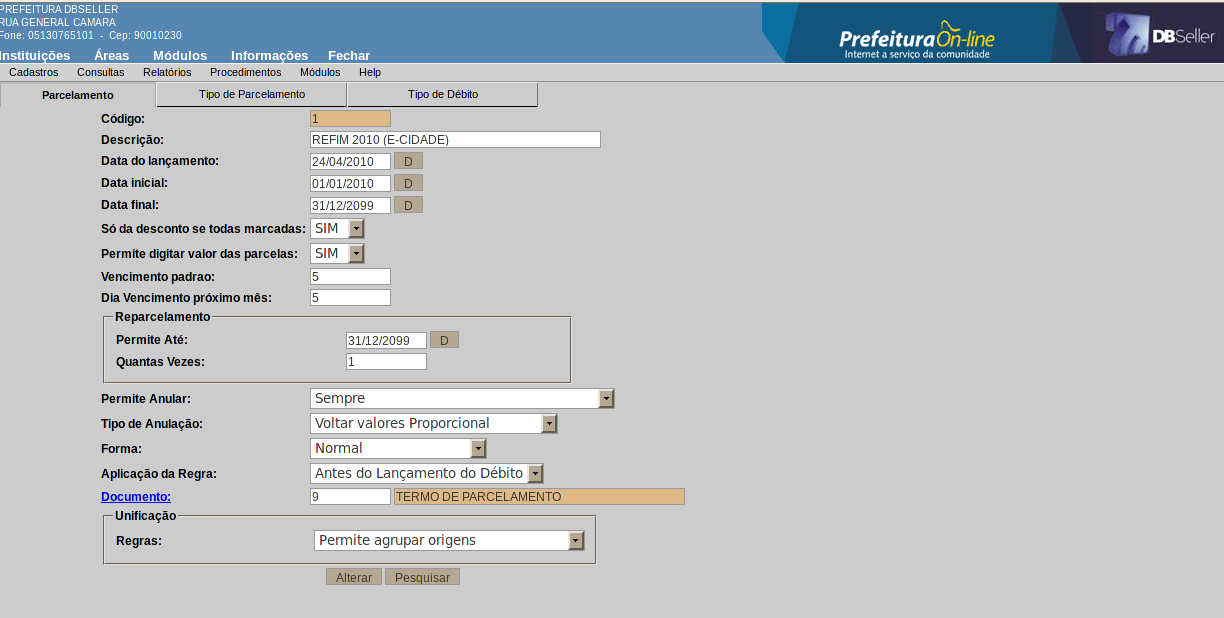 PREFEITURA DBSELLER
RUA GENERAL CAMARA
Fone: 05130765101 - Cep: 90010230
Instituições Áreas Módulos Informações Fechar
PrefeituraOn-line
Internet a serviço da comunidade
DBSeller
Cadastros Consultas Relatórios Procedimentos Módulos Help
Parcelamento Tipo de Parcelamento Tipo de Débito
Código: 1
Descrição: REFIM 2010 (E-CIDADE)
Data do lançamento: 24/04/2010 D
Data inicial: 01/01/2010 D
Data final: 31/12/2099 D
Só da desconto se todas marcadas: SIM
Permite digitar valor das parcelas: SIM
Vencimento padrao: 5
Dia Vencimento próximo mês: 5
Reparcelamento
Permite Até: 31/12/2099 D
Quantas Vezes: 1
Permite Anular: Sempre
Tipo de Anulação: Voltar valores Proporcional
Forma: Normal
Aplicação da Regra: Antes do Lançamento do Débito
Documento: 9 TERMO DE PARCELAMENTO
Unificação
Regras: Permite agrupar origens
Alterar Pesquisar